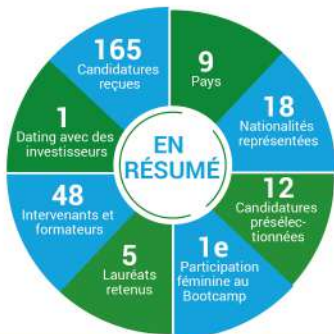 165
Candidatures
reçues
9
Pays
18
Nationalités
représentées
12
Candidatures
présélec-
tionnées
1e
Participation
féminine au
Bootcamp
5
Lauréats
retenus
48
Intervenants et
formateurs
1
Dating avec des
investisseurs
EN
RÉSUMÉ